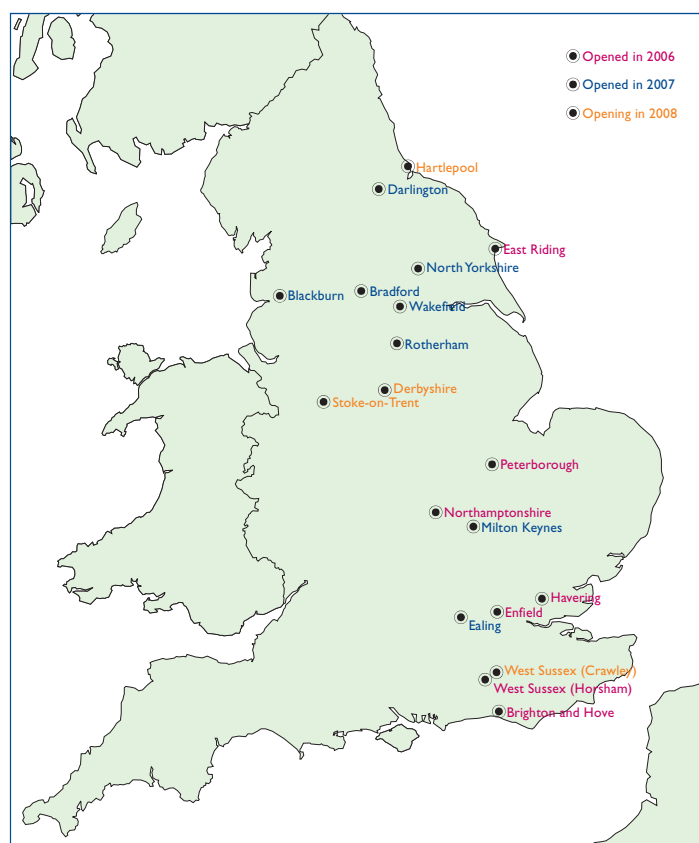 Opened in 2006
Opened in 2007
Opening in 2008
Hartlepool
Darlington
East Riding
North Yorkshire
Bradford
Blackburn
Wakefield
Rotherham
Derbyshire
Stoke-on-Trent
Peterborough
Northamptonshire
Milton Keynes
Havering
Enfield
Ealing
West Sussex (Crawley)
West Sussex (Horsham)
Brighton and Hove